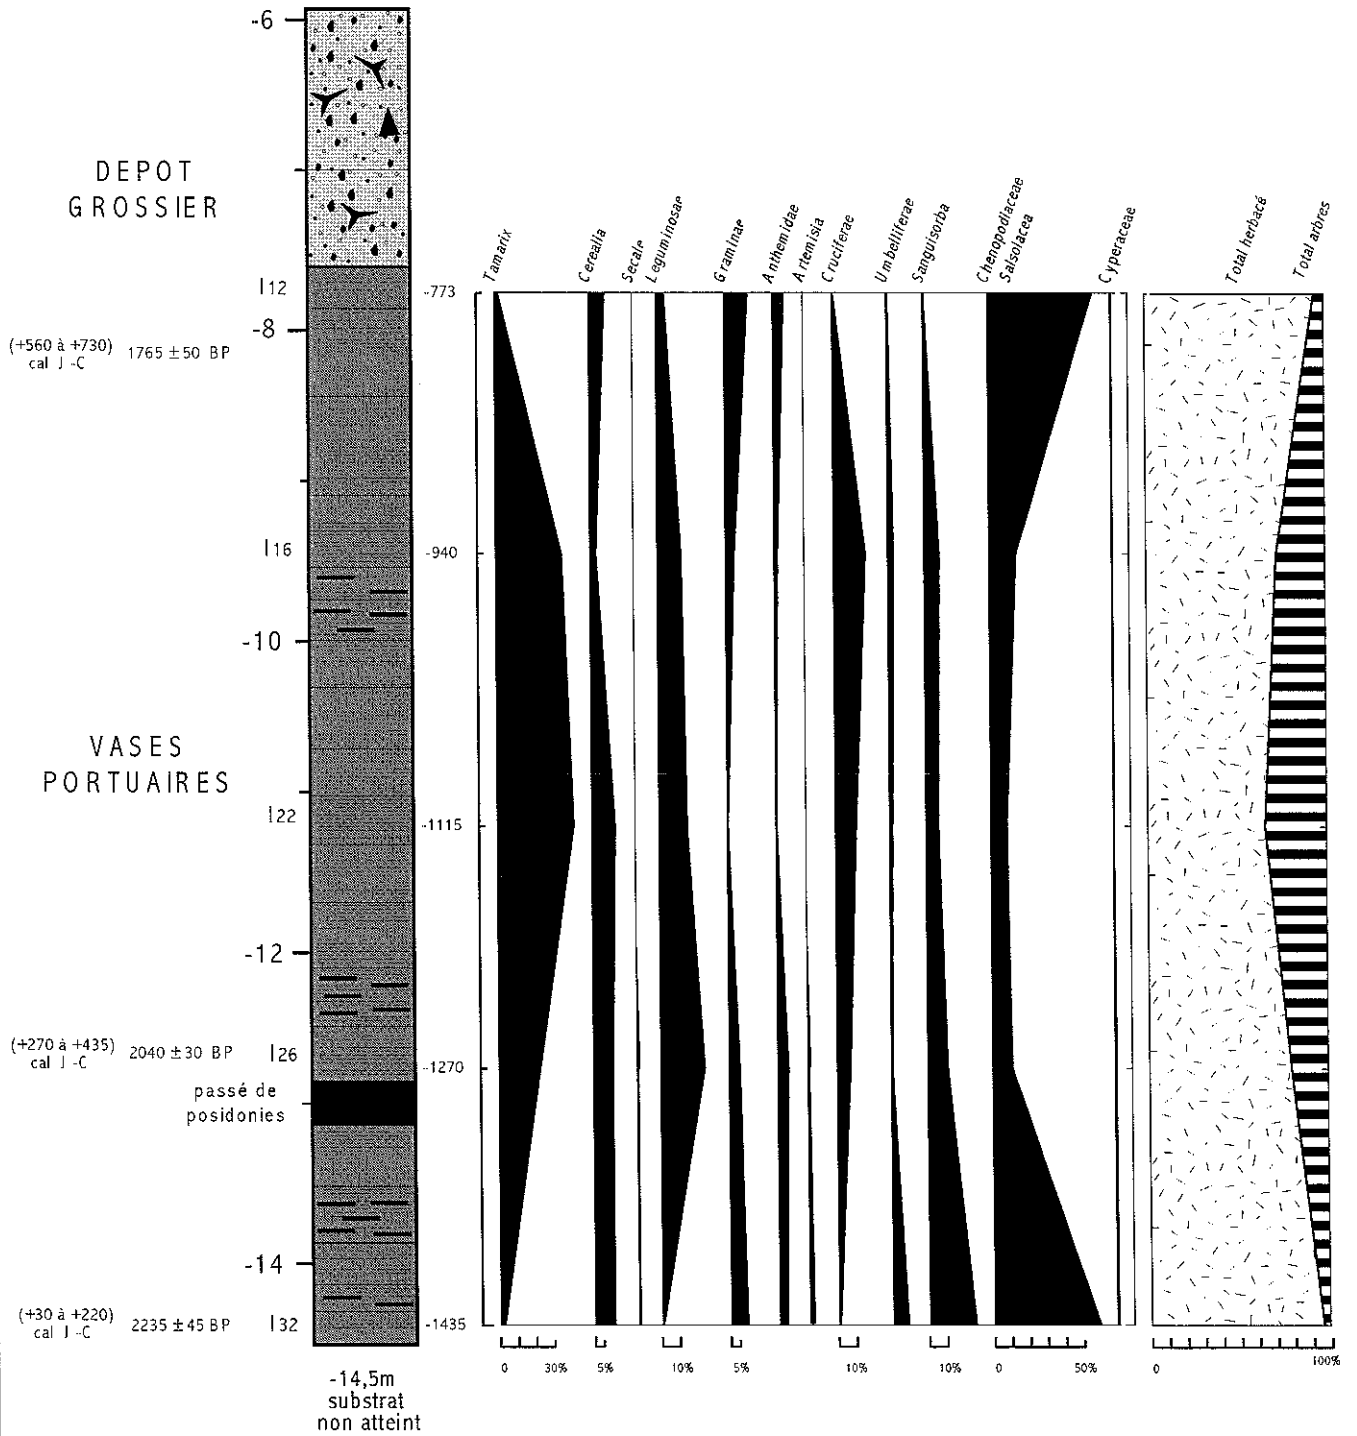 -6
DEPOT
GROSSIER
I12
-8
(+560 à +730)
cal J-C
1765 ±50 BP
I16
-10
VASES
PORTUAIRES
I22
-12
(+270 à +435)
cal J-C
2040 ±30 BP
I26
passé de
posidonies
-14
(+30 à +220)
cal J-C
2235 ±45 BP
I32
-14,5m
substrat
non atteint
Tamarix
Cerealia
Secale
Leguminosae
Graminae
Anthemidae
Artemisia
Cruciferae
Umbelliferae
Sanguisorba
Chenopodiaceae
Salsolacea
Cyperaceae
Total herbacé
Total arbres
-773
-940
-1115
-1270
-1435
0 30%
5%
10%
5%
10%
10%
0 50%
0 100%